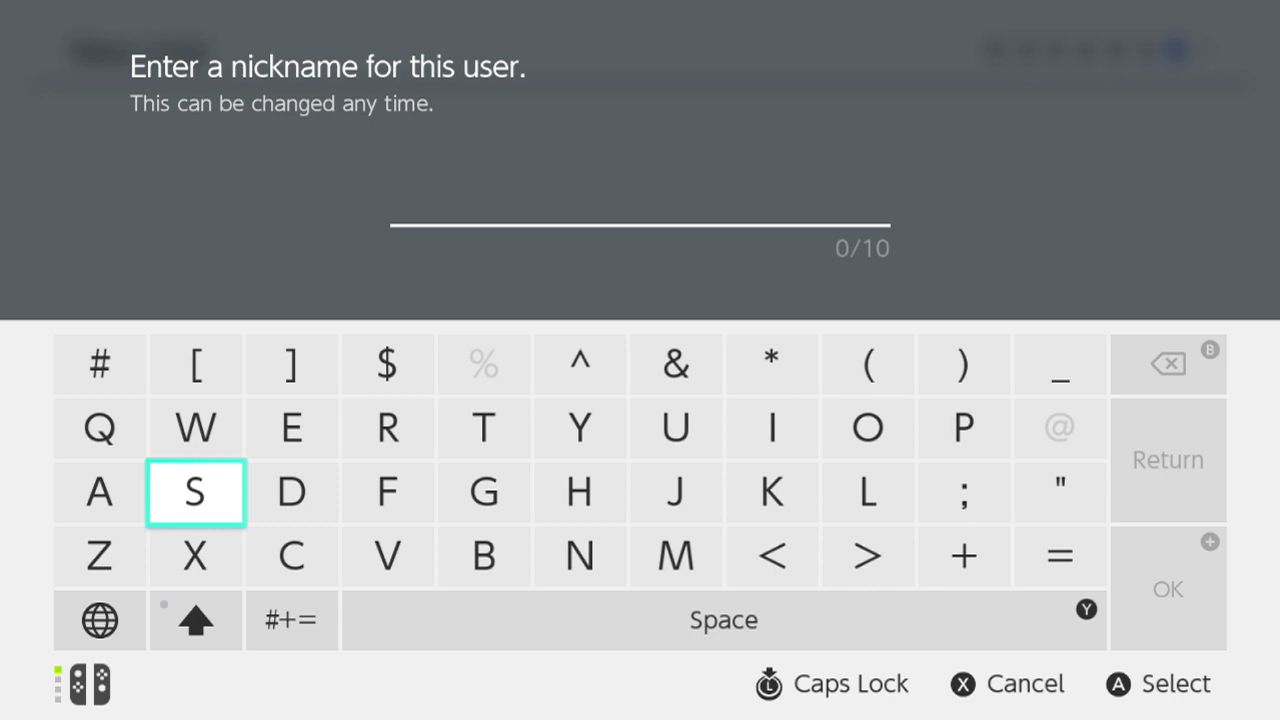 Enter a nickname for this user.
This can be changed any time.
0/10
# [ ] $ % ^ & * ( ) _ B
Q W E R T Y U I O P @
Return
A S D F G H J K L ; "
Z X C V B N M < > + = +
OK
#+= Space Y
L Caps Lock X Cancel A Select